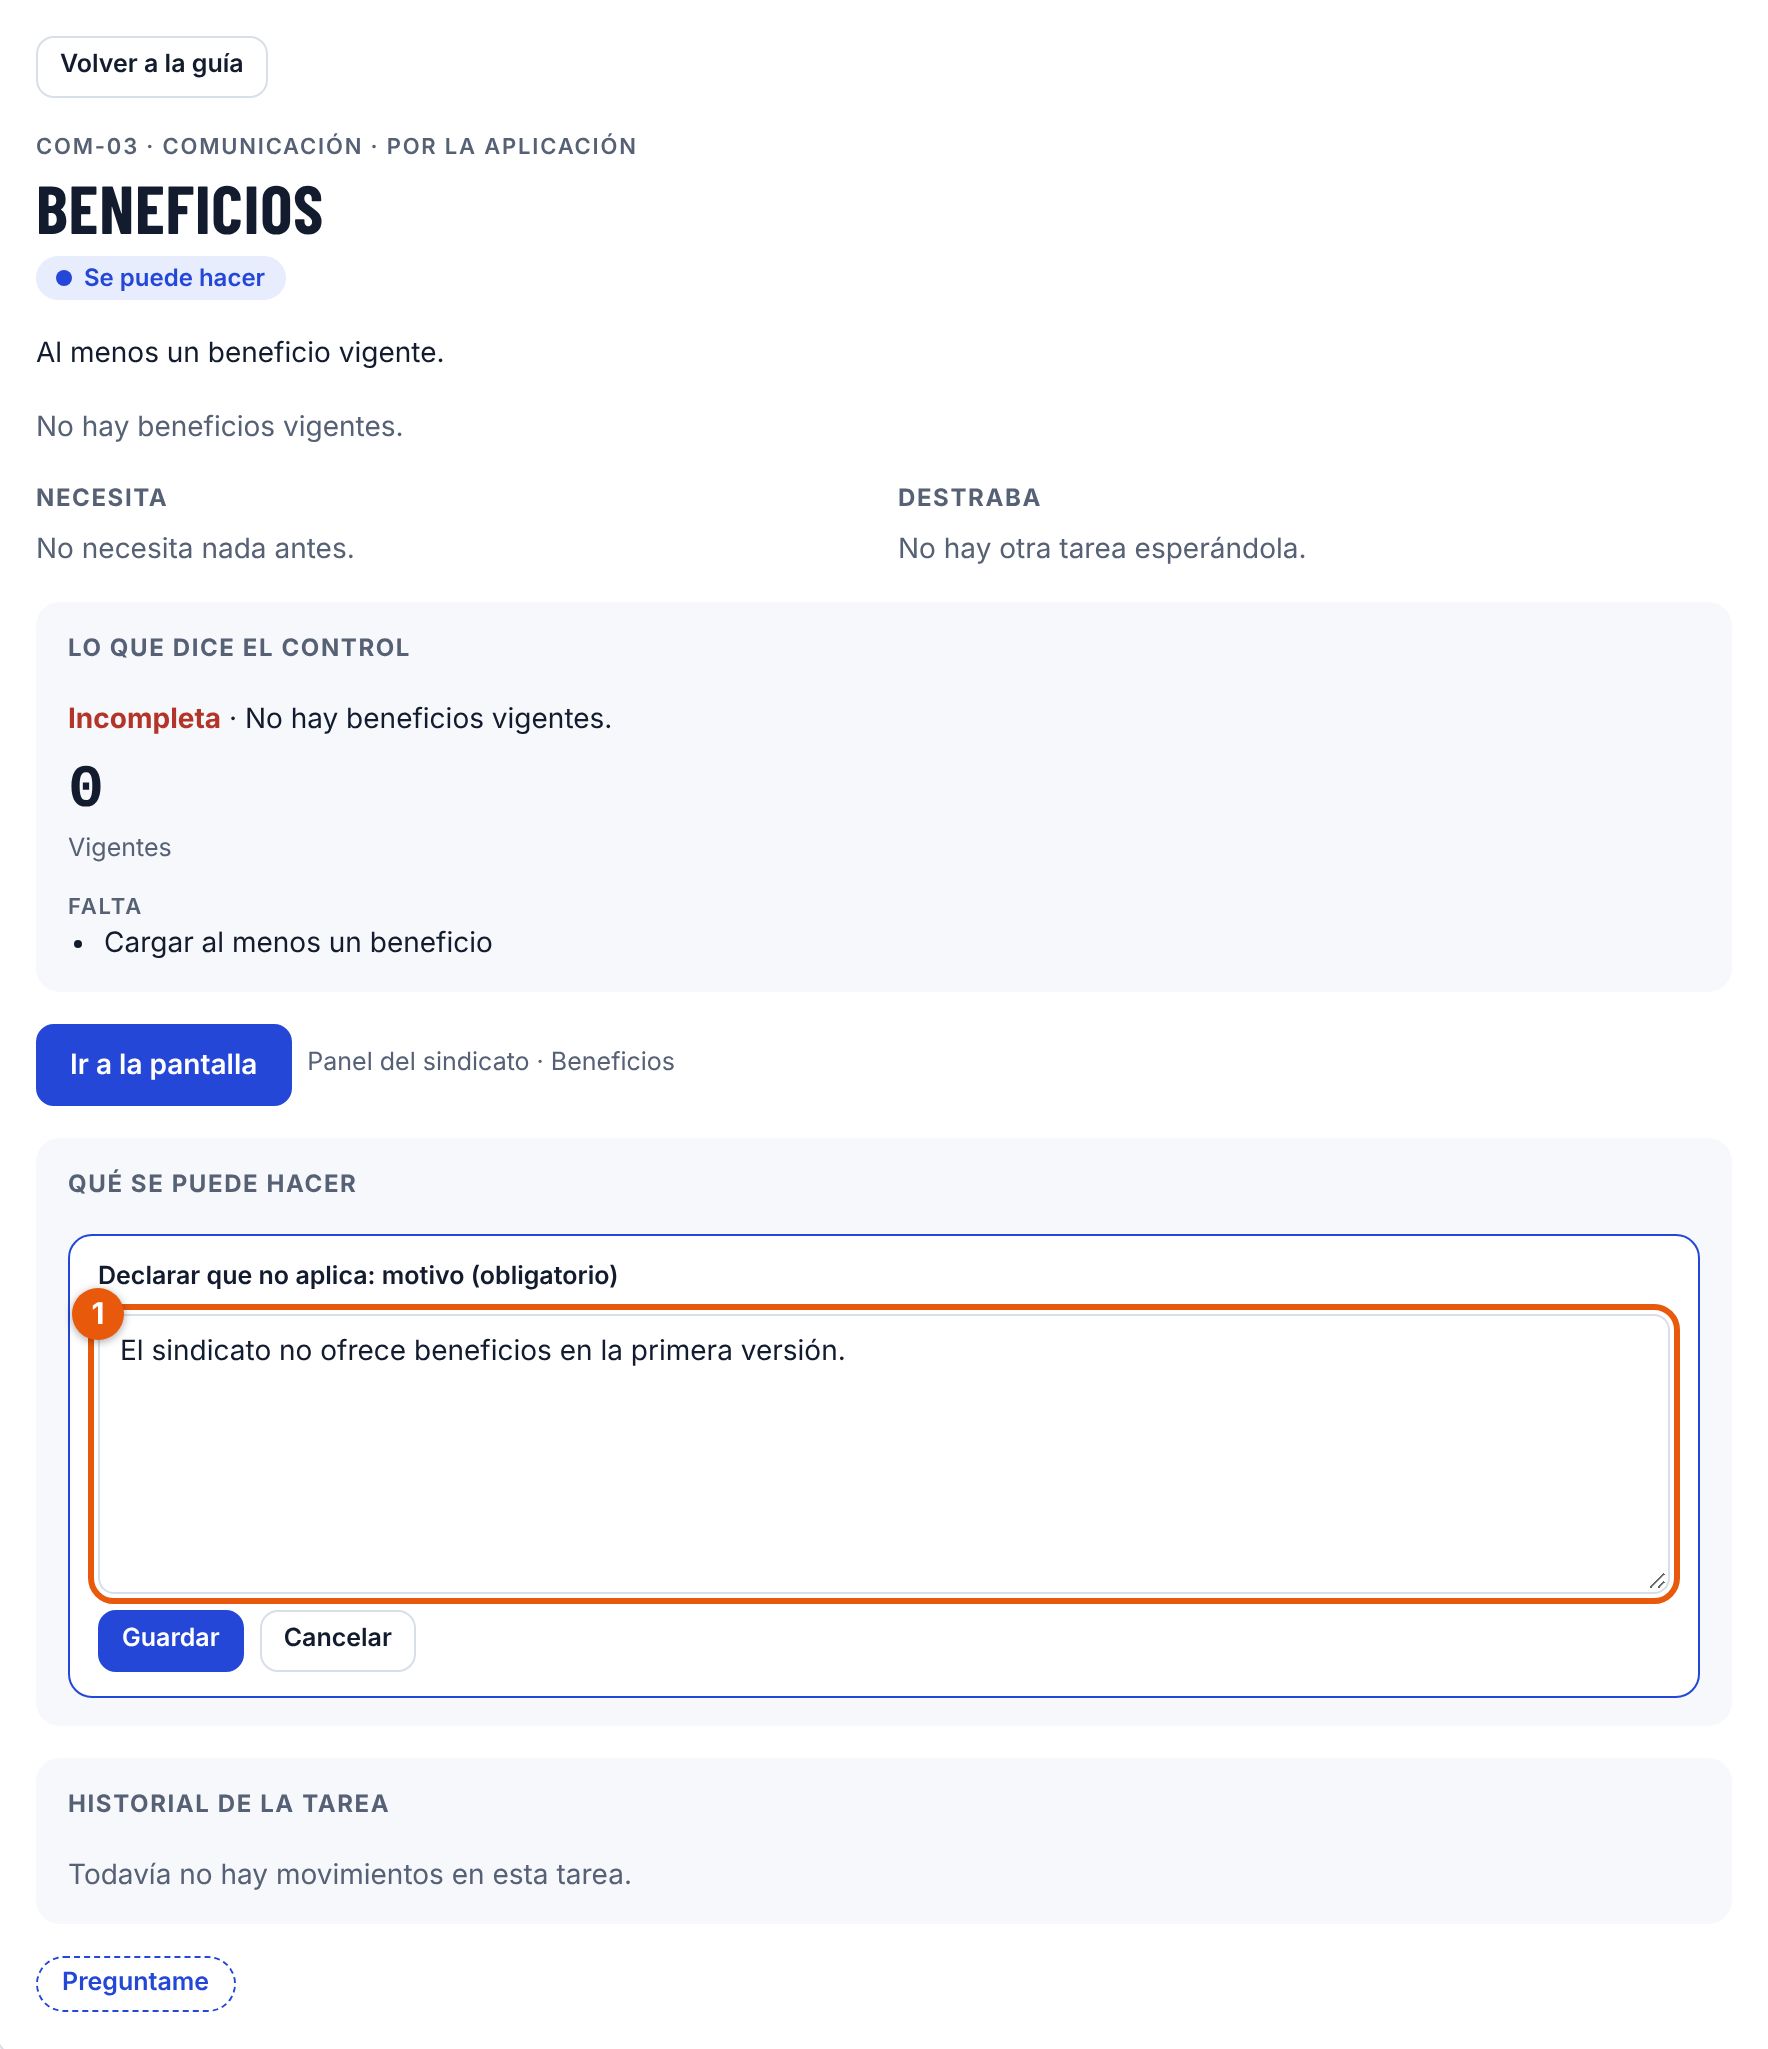 Volver a la guía
COM-03 · COMUNICACIÓN · POR LA APLICACIÓN
BENEFICIOS
Se puede hacer
Al menos un beneficio vigente.
No hay beneficios vigentes.
NECESITA
No necesita nada antes.
DESTRABA
No hay otra tarea esperándola.
LO QUE DICE EL CONTROL
Incompleta · No hay beneficios vigentes.
0
Vigentes
FALTA
• Cargar al menos un beneficio
Ir a la pantalla
Panel del sindicato · Beneficios
QUÉ SE PUEDE HACER
Declarar que no aplica: motivo (obligatorio)
1
El sindicato no ofrece beneficios en la primera versión.
Guardar
Cancelar
HISTORIAL DE LA TAREA
Todavía no hay movimientos en esta tarea.
Preguntame